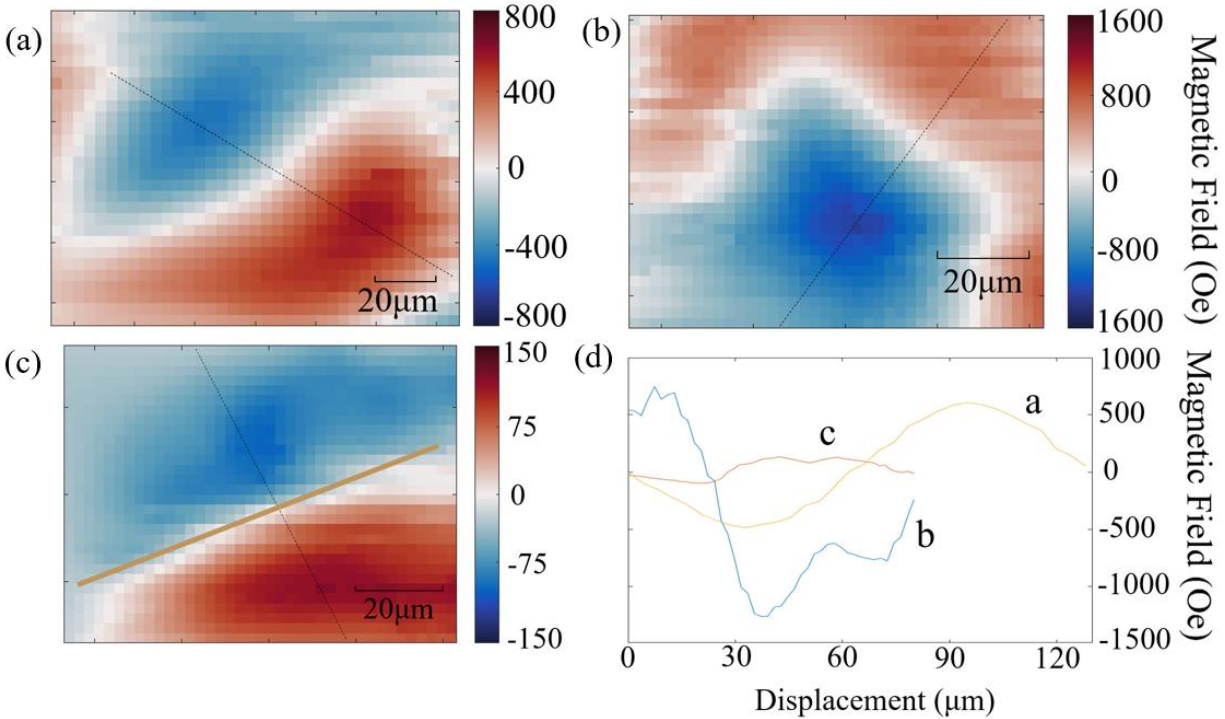 (a)
800
400
0
-400
-800
20μm
(b)
1600
800
0
-800
1600
20μm
Magnetic Field (Oe)
(c)
150
75
0
-75
-150
20μm
(d)
1000
500
0
-500
-1000
-1500
a
c
b
0
30
60
90
120
Displacement (μm)
Magnetic Field (Oe)